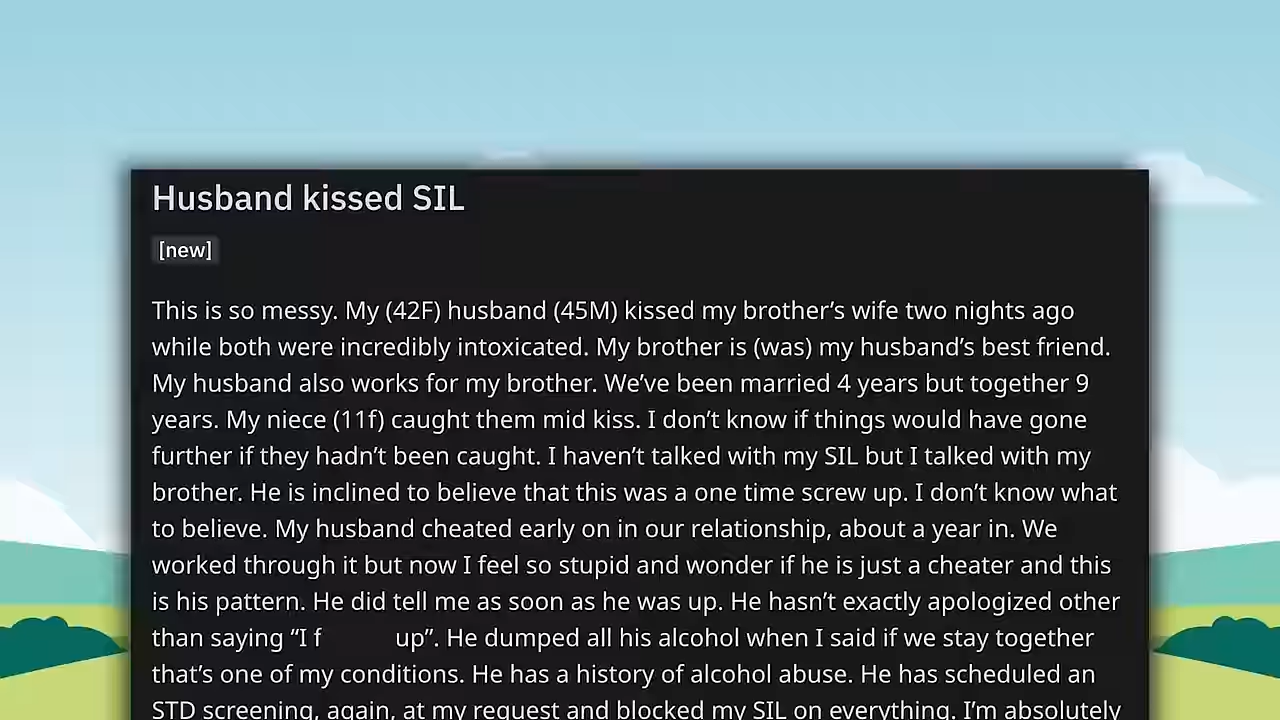 Husband kissed SIL
[new]
This is so messy. My (42F) husband (45M) kissed my brother’s wife two nights ago
while both were incredibly intoxicated. My brother is (was) my husband’s best friend.
My husband also works for my brother. We’ve been married 4 years but together 9
years. My niece (11f) caught them mid kiss. I don’t know if things would have gone
further if they hadn’t been caught. I haven’t talked with my SIL but I talked with my
brother. He is inclined to believe that this was a one time screw up. I don’t know what
to believe. My husband cheated early on in our relationship, about a year in. We
worked through it but now I feel so stupid and wonder if he is just a cheater and this
is his pattern. He did tell me as soon as he was up. He hasn’t exactly apologized other
than saying “I f up”. He dumped all his alcohol when I said if we stay together
that’s one of my conditions. He has a history of alcohol abuse. He has scheduled an
STD screening, again, at my request and blocked my SIL on everything. I’m absolutely